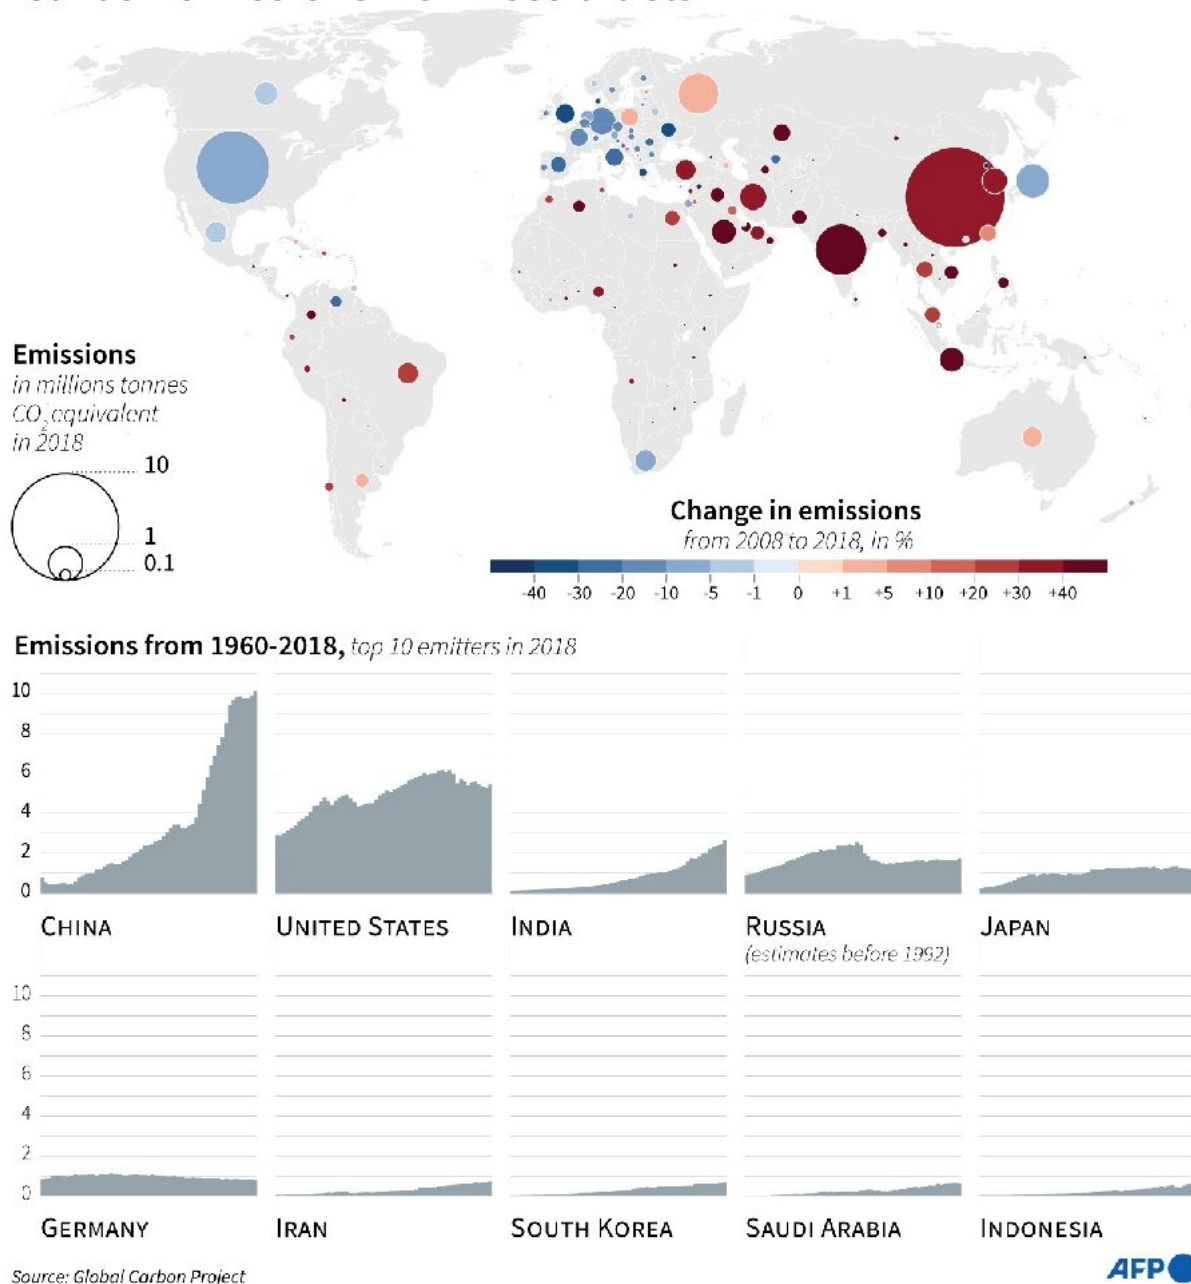 Emissions
in millions tonnes
CO2 equivalent
in 2018
10
1
0.1
Change in emissions
from 2008 to 2018, in %
-40 -30 -20 -10 -5 -1 0 +1 +5 +10 +20 +30 +40
Emissions from 1960-2018, top 10 emitters in 2018
10
8
6
4
2
0
CHINA
UNITED STATES
INDIA
RUSSIA
(estimates before 1992)
JAPAN
10
8
6
4
2
0
GERMANY
IRAN
SOUTH KOREA
SAUDI ARABIA
INDONESIA
Source: Global Carbon Project
AFP